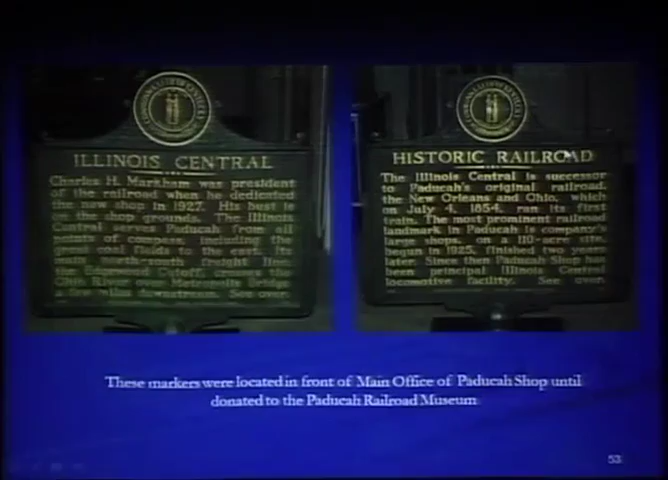 COMMONWEALTH OF KENTUCKY
ILLINOIS CENTRAL
Charles H. Markham was president
of the railroad when he dedicated
the new shop in 1927. His bust is
on the shop grounds. The Illinois
Central serves Paducah from all
points of compass, including the
great coal fields to the east. Its
main north-south freight line
the Edgewood Cutoff, crosses the
Ohio River over Metropolis Bridge
a few miles downstream. See over.
COMMONWEALTH OF KENTUCKY
HISTORIC RAILROAD
The Illinois Central is successor
to Paducah's original railroad,
the New Orleans and Ohio, which
on July 4, 1854, ran its first
train. The most prominent railroad
landmark in Paducah is company's
large shops, on a 110-acre site,
begun in 1925, finished two years
later. Since then Paducah Shop has
been principal Illinois Central
locomotive facility. See over.
These markers were located in front of Main Office of Paducah Shop until
donated to the Paducah Railroad Museum
53